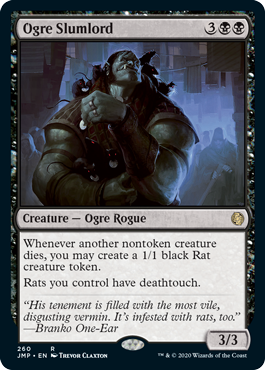 Ogre Slumlord 3
Creature — Ogre Rogue
Whenever another nontoken creature
dies, you may create a 1/1 black Rat
creature token.
Rats you control have deathtouch.
“His tenement is filled with the most vile,
disgusting vermin. It’s infested with rats, too.”
—Branko One-Ear
3/3
260 R
JMP • EN TREVOR CLAXTON
™ & © 2020 Wizards of the Coast